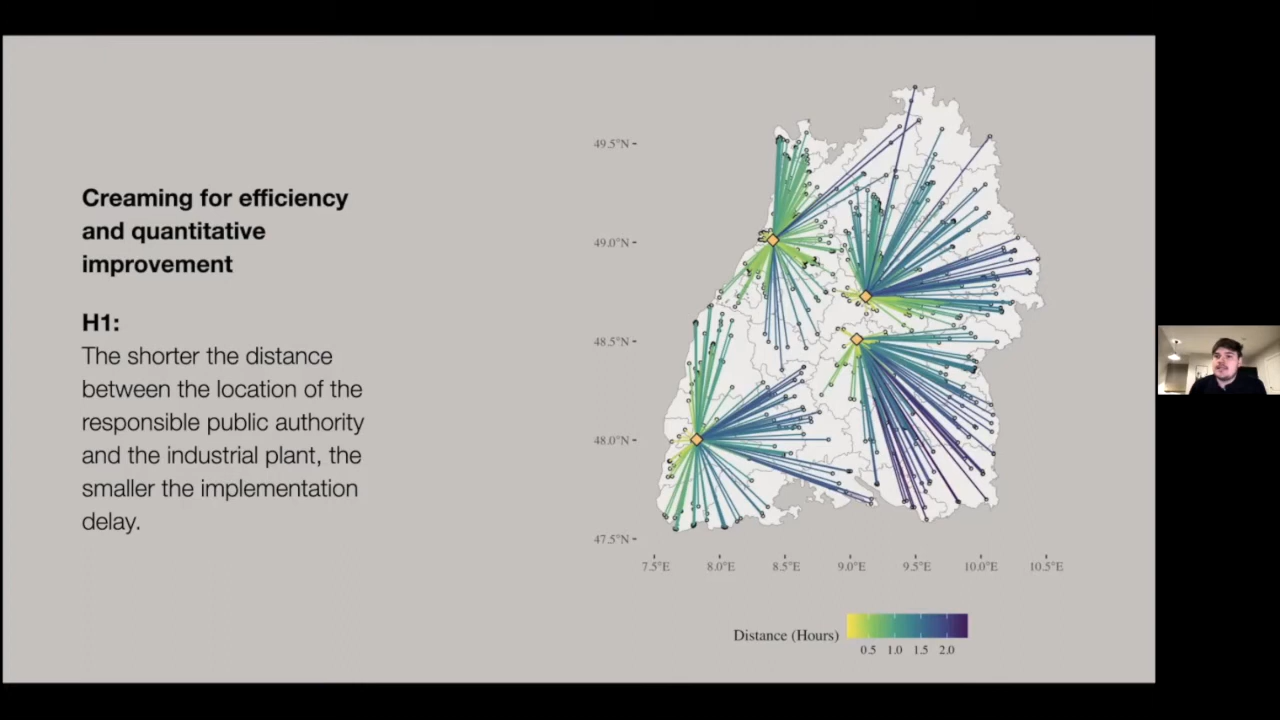 Creaming for efficiency
and quantitative
improvement
H1:
The shorter the distance
between the location of the
responsible public authority
and the industrial plant, the
smaller the implementation
delay.
49.5°N
49.0°N
48.5°N
48.0°N
47.5°N
7.5°E 8.0°E 8.5°E 9.0°E 9.5°E 10.0°E 10.5°E
Distance (Hours)
0.5 1.0 1.5 2.0